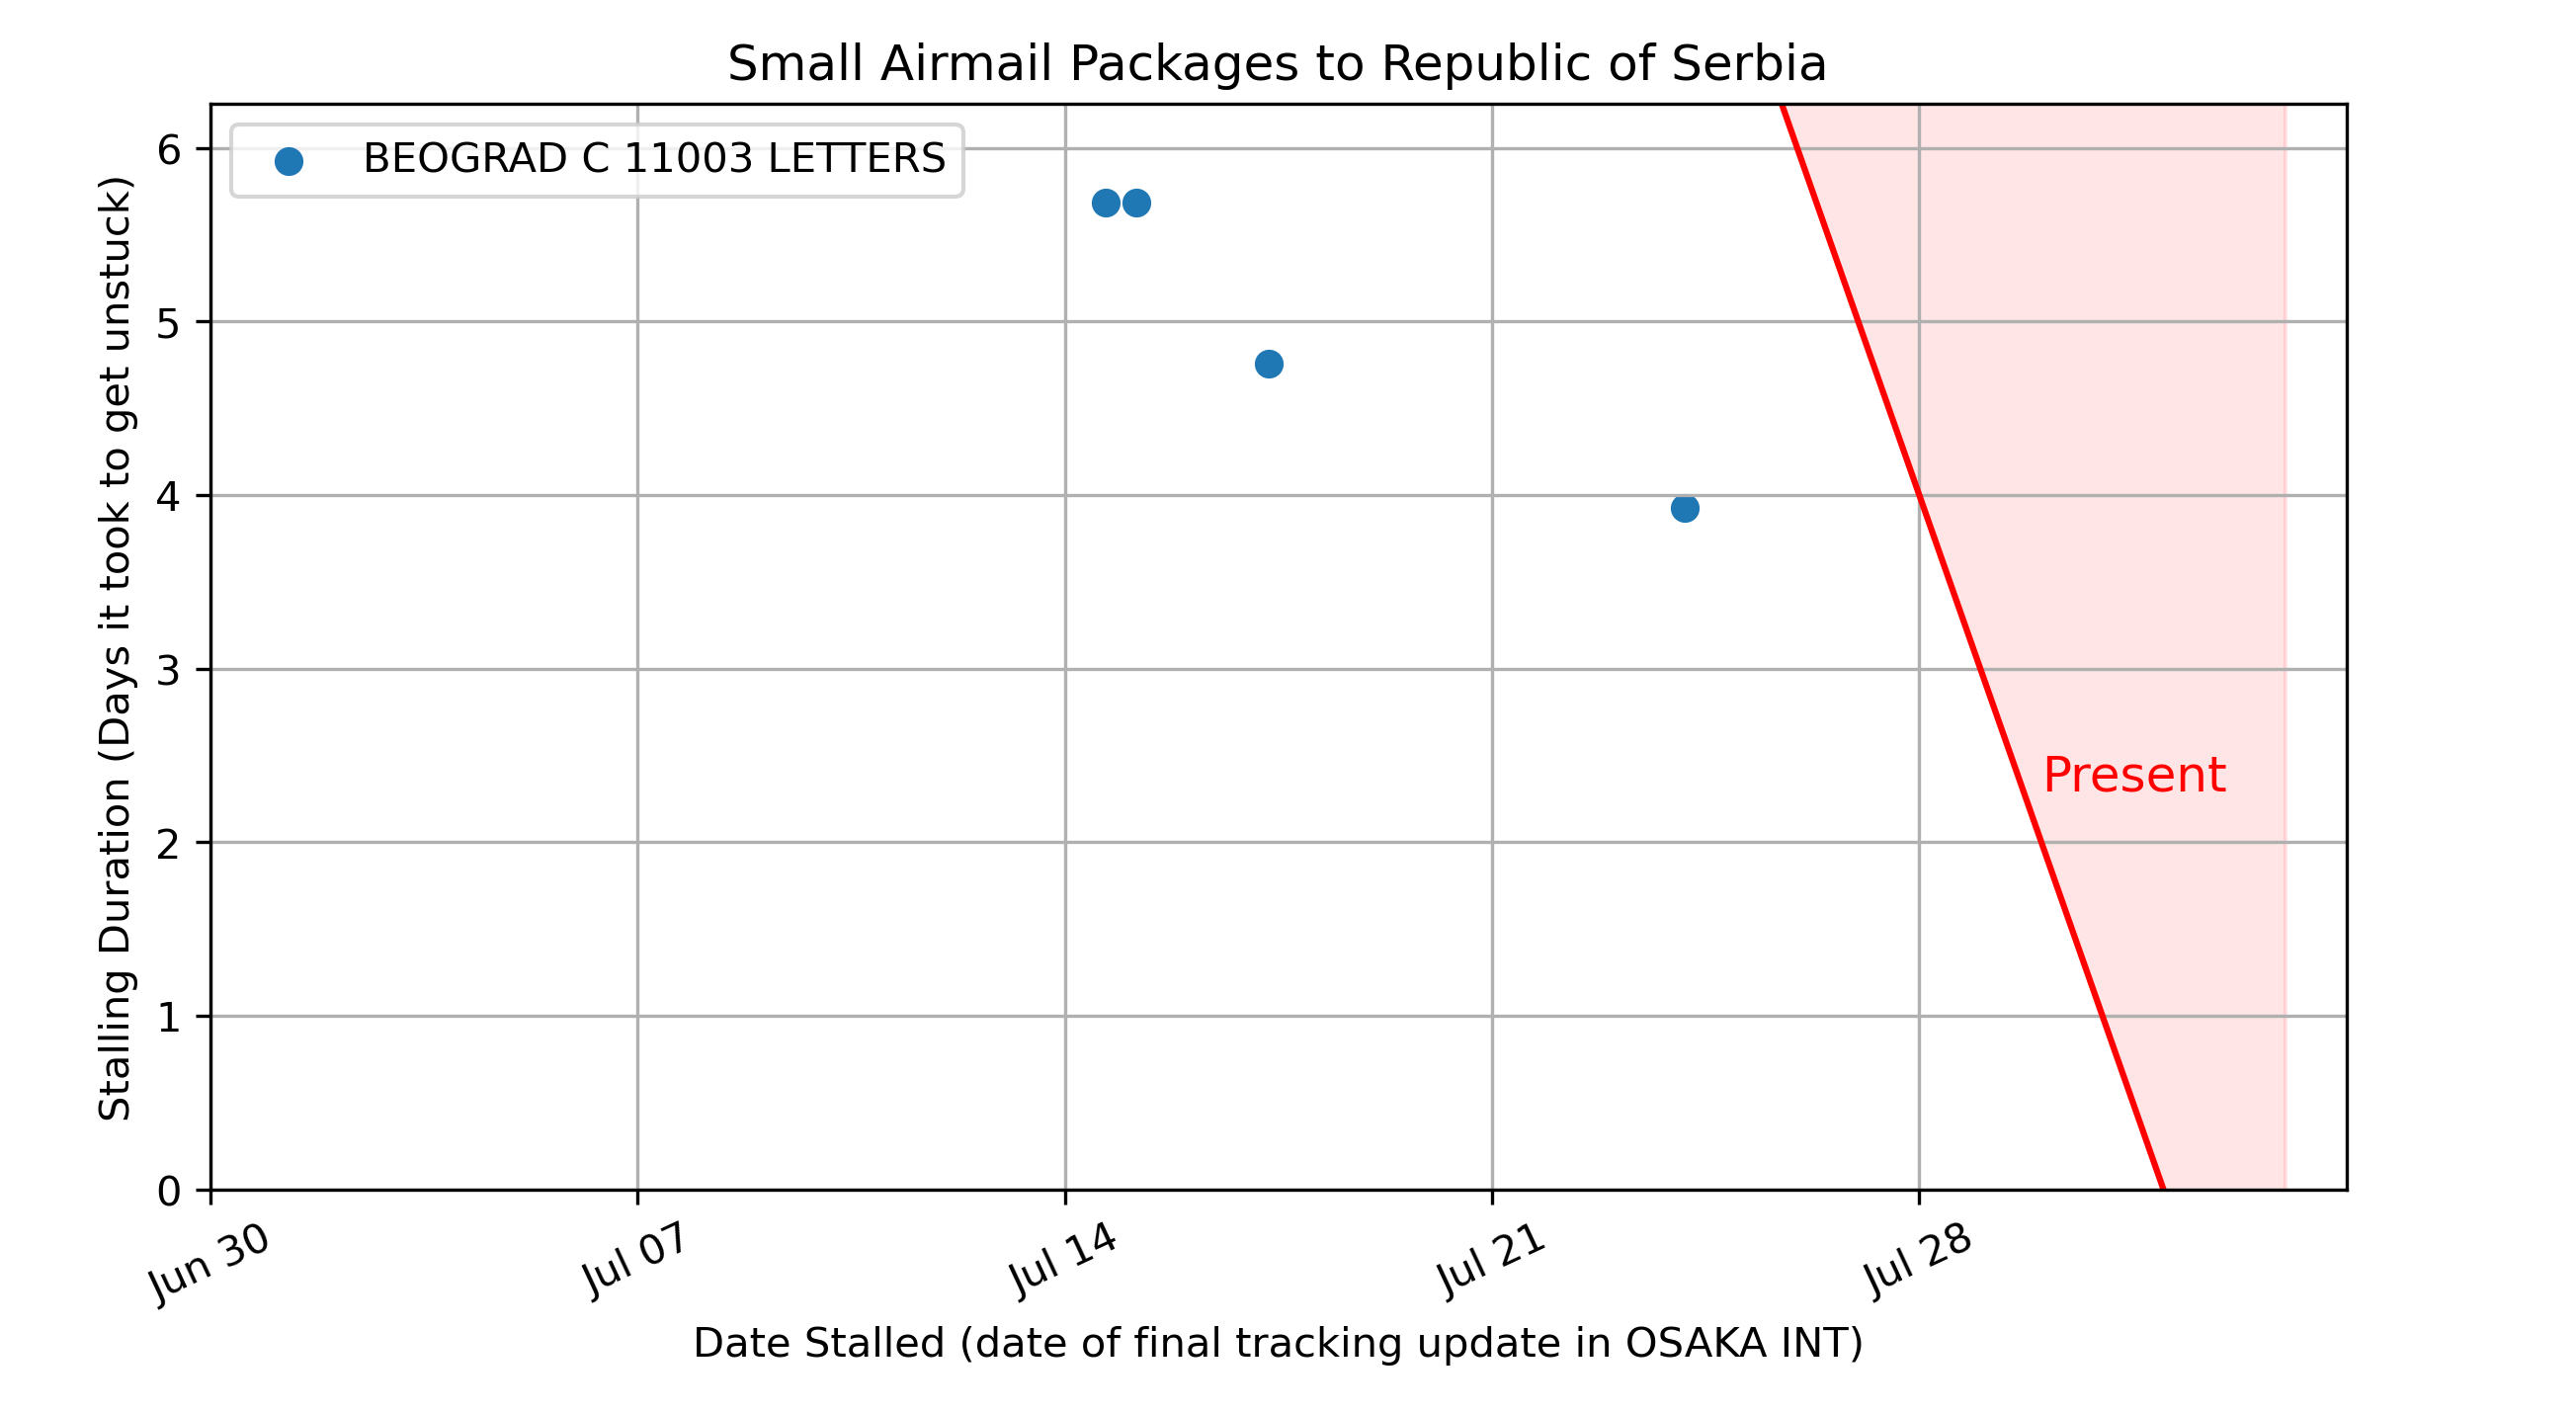 Small Airmail Packages to Republic of Serbia
BEOGRAD C 11003 LETTERS
Stalling Duration (Days it took to get unstuck)
6
5
4
3
2
1
0
Present
Jun 30
Jul 07
Jul 14
Jul 21
Jul 28
Date Stalled (date of final tracking update in OSAKA INT)